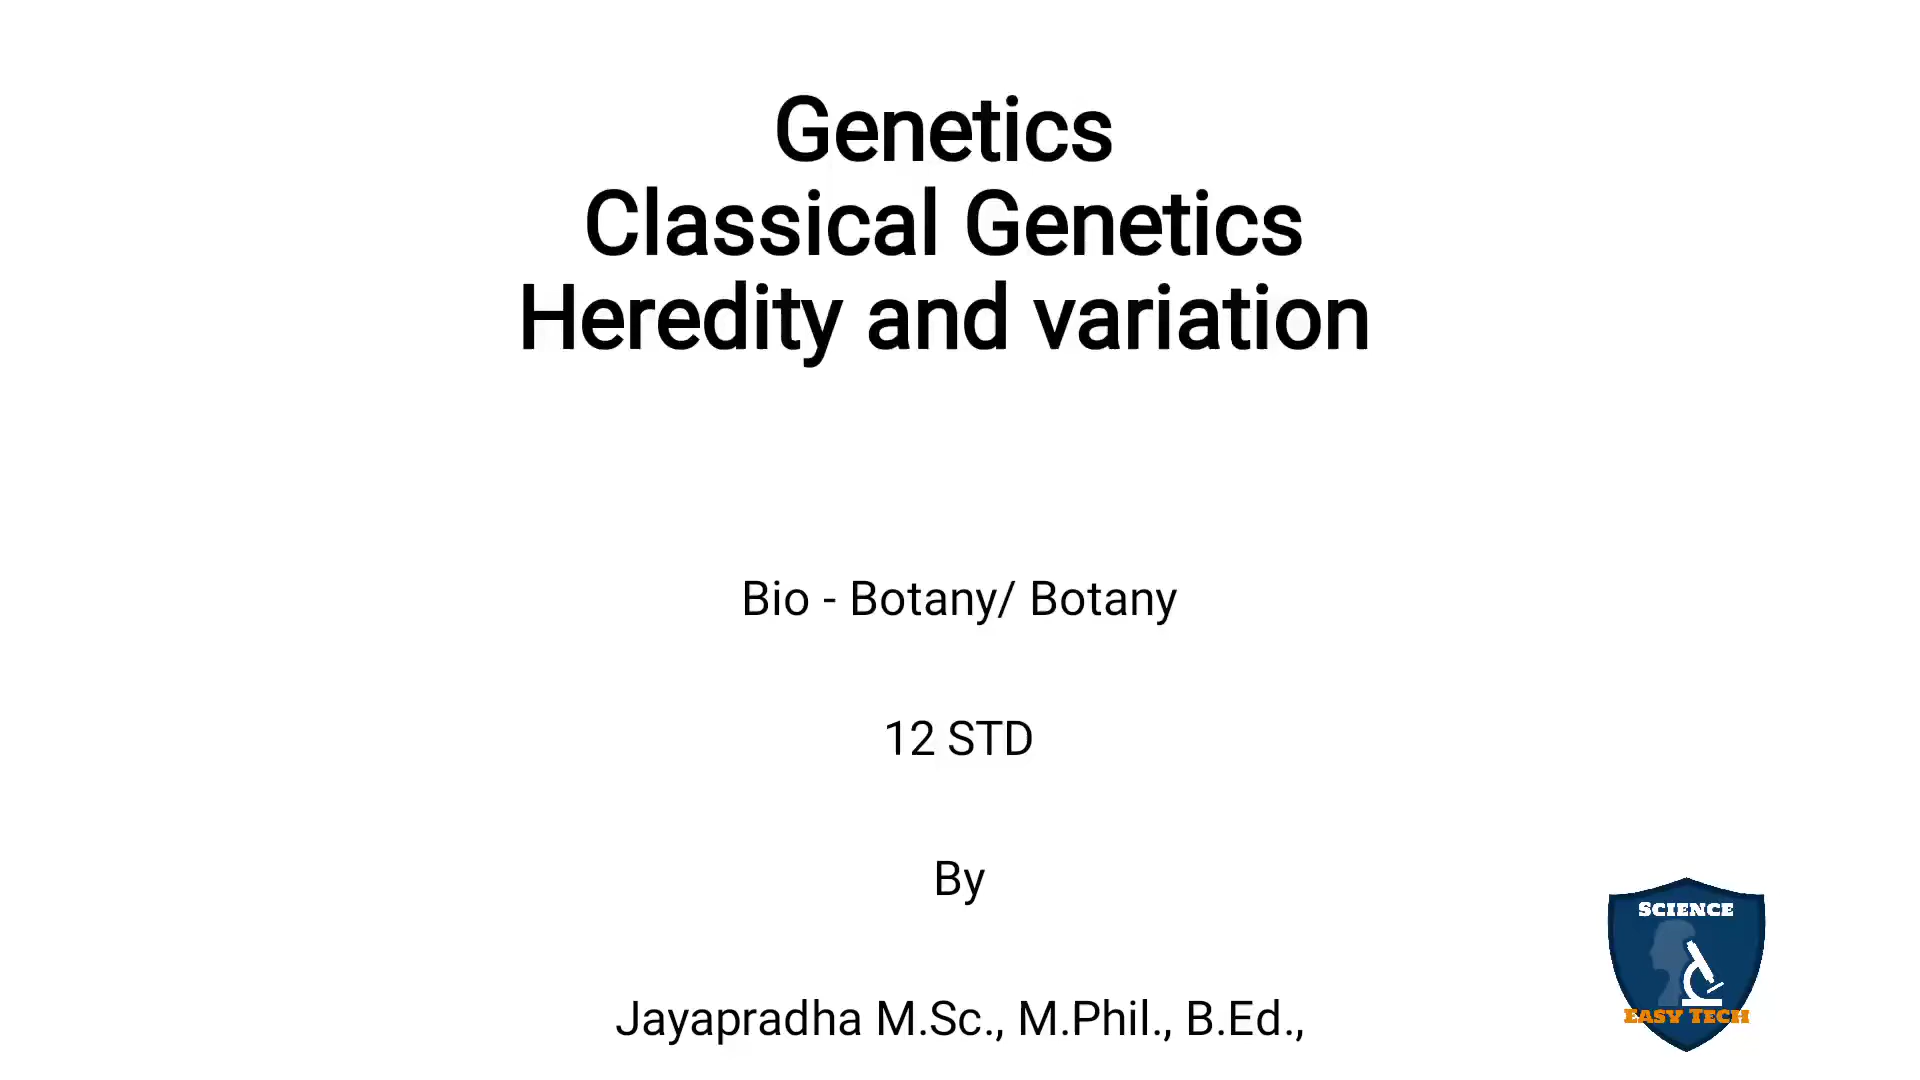 Genetics
Classical Genetics
Heredity and variation
Bio - Botany/ Botany
12 STD
By
Jayapradha M.Sc., M.Phil., B.Ed.,
SCIENCE
EASY TECH